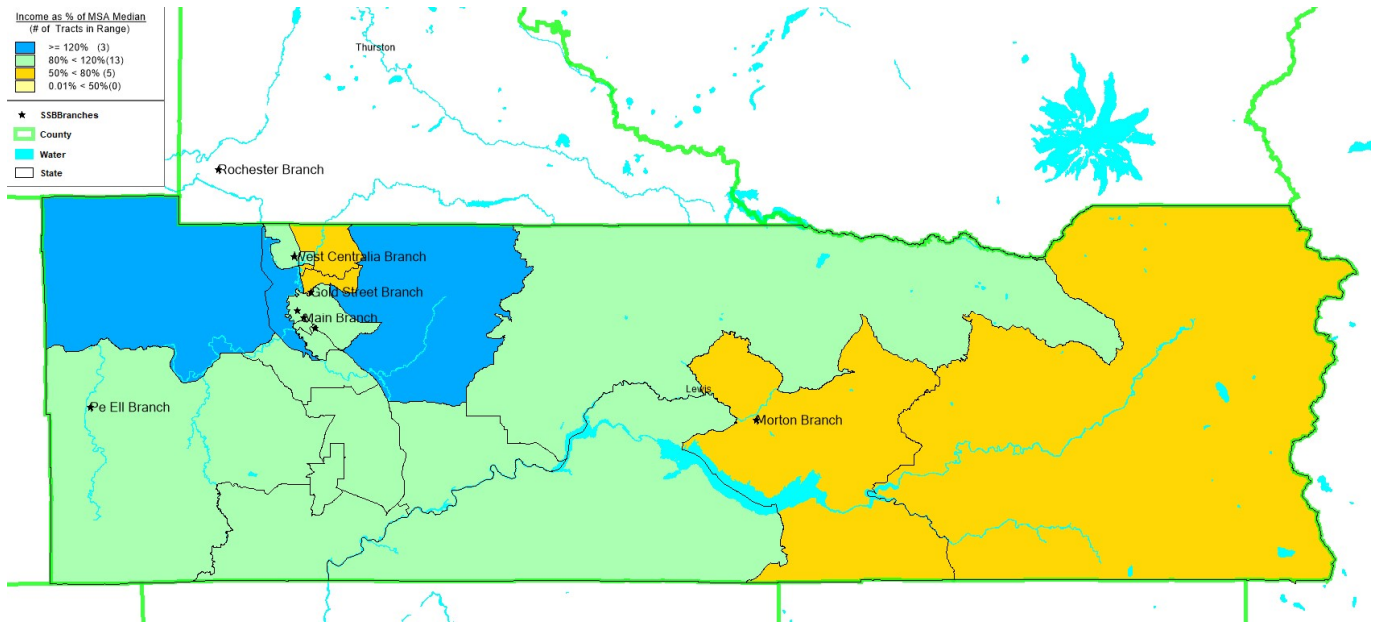 Income as % of MSA Median
(# of Tracts in Range)
>= 120% (3)
80% < 120%(13)
50% < 80% (5)
0.01% < 50%(0)
SSBBranches
County
Water
State
Thurston
Rochester Branch
West Centralia Branch
Gold Street Branch
Main Branch
Lewis
Pe Ell Branch
Morton Branch